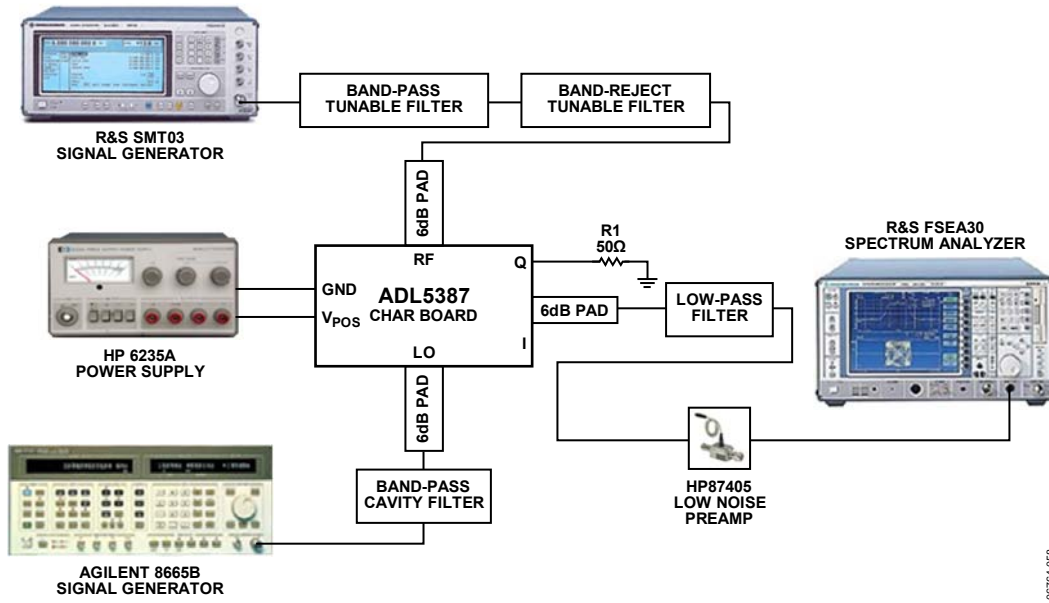 R&S SMT03
SIGNAL GENERATOR
BAND-PASS
TUNABLE FILTER
BAND-REJECT
TUNABLE FILTER
6dB PAD
HP 6235A
POWER SUPPLY
RF
GND
VPOS
ADL5387
CHAR BOARD
LO
Q
I
R1
50Ω
6dB PAD
LOW-PASS
FILTER
R&S FSEA30
SPECTRUM ANALYZER
6dB PAD
HP87405
LOW NOISE
PREAMP
BAND-PASS
CAVITY FILTER
AGILENT 8665B
SIGNAL GENERATOR